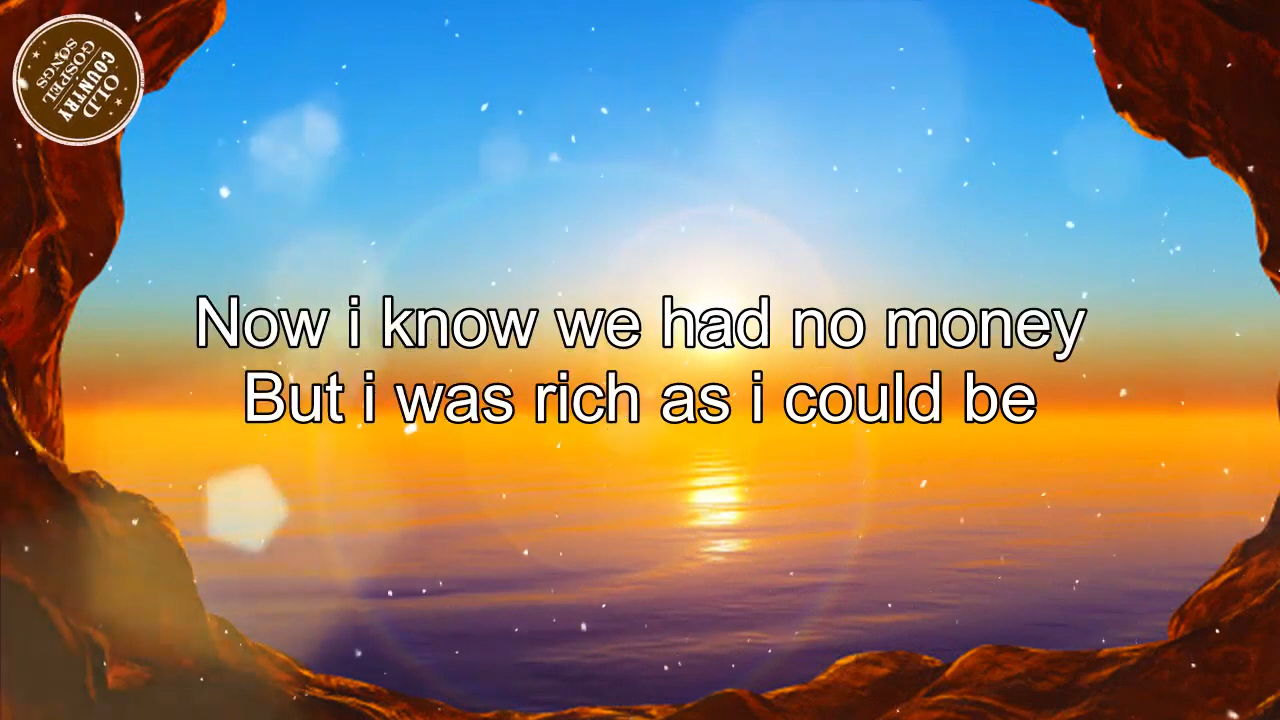 OLD
COUNTRY
GOSPEL
SONGS
Now i know we had no money
But i was rich as i could be